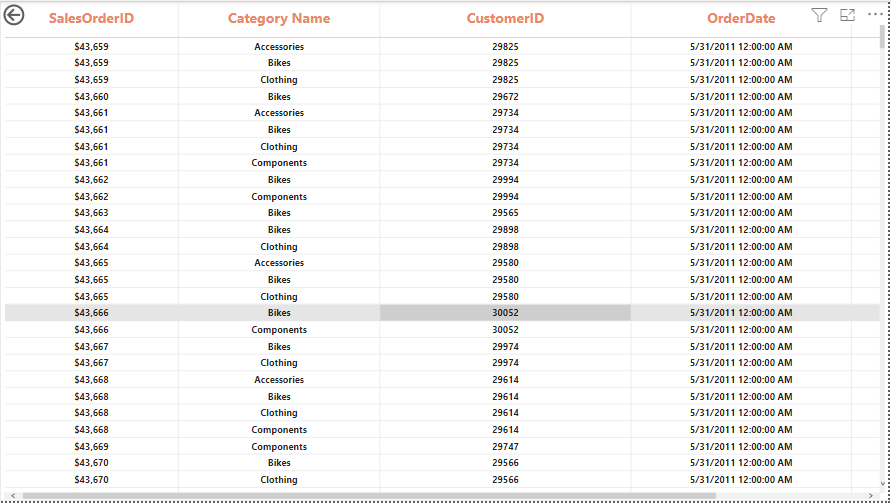 SalesOrderID Category Name CustomerID OrderDate
$43,659 Accessories 29825 5/31/2011 12:00:00 AM
$43,659 Bikes 29825 5/31/2011 12:00:00 AM
$43,659 Clothing 29825 5/31/2011 12:00:00 AM
$43,660 Bikes 29672 5/31/2011 12:00:00 AM
$43,661 Accessories 29734 5/31/2011 12:00:00 AM
$43,661 Bikes 29734 5/31/2011 12:00:00 AM
$43,661 Clothing 29734 5/31/2011 12:00:00 AM
$43,661 Components 29734 5/31/2011 12:00:00 AM
$43,662 Bikes 29994 5/31/2011 12:00:00 AM
$43,662 Components 29994 5/31/2011 12:00:00 AM
$43,663 Bikes 29565 5/31/2011 12:00:00 AM
$43,664 Bikes 29898 5/31/2011 12:00:00 AM
$43,664 Clothing 29898 5/31/2011 12:00:00 AM
$43,665 Accessories 29580 5/31/2011 12:00:00 AM
$43,665 Bikes 29580 5/31/2011 12:00:00 AM
$43,665 Clothing 29580 5/31/2011 12:00:00 AM
$43,666 Bikes 30052 5/31/2011 12:00:00 AM
$43,666 Components 30052 5/31/2011 12:00:00 AM
$43,667 Bikes 29974 5/31/2011 12:00:00 AM
$43,667 Clothing 29974 5/31/2011 12:00:00 AM
$43,668 Accessories 29614 5/31/2011 12:00:00 AM
$43,668 Bikes 29614 5/31/2011 12:00:00 AM
$43,668 Clothing 29614 5/31/2011 12:00:00 AM
$43,668 Components 29614 5/31/2011 12:00:00 AM
$43,669 Components 29747 5/31/2011 12:00:00 AM
$43,670 Bikes 29566 5/31/2011 12:00:00 AM
$43,670 Clothing 29566 5/31/2011 12:00:00 AM